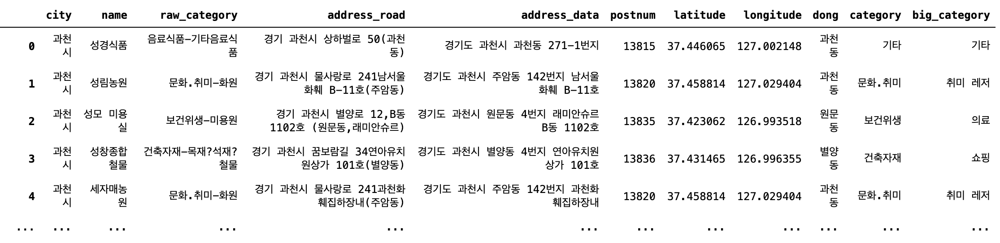 city name raw_category address_road address_data postnum latitude longitude dong category big_category
0 과천시 성경식품 음료식품-기타음료식품 경기 과천시 상하벌로 50(과천동) 경기도 과천시 과천동 271-1번지 13815 37.446065 127.002148 과천동 기타 기타
1 과천시 성림농원 문화.취미-화원 경기 과천시 물사랑로 241남서울화훼 B-11호(주암동) 경기도 과천시 주암동 142번지 남서울화훼 B-11호 13820 37.458814 127.029404 과천동 문화.취미 취미 레저
2 과천시 성모 미용실 보건위생-미용원 경기 과천시 별양로 12,B동 1102호 (원문동,래미안슈르) 경기도 과천시 원문동 4번지 래미안슈르 B동 1102호 13835 37.423062 126.993518 원문동 보건위생 의료
3 과천시 성창종합철물 건축자재-목재?석재?철물 경기 과천시 꿈보람길 34연아유치원상가 101호(별양동) 경기도 과천시 별양동 4번지 연아유치원상가 101호 13836 37.431465 126.996355 별양동 건축자재 쇼핑
4 과천시 세자매농원 문화.취미-화원 경기 과천시 물사랑로 241과천화훼집하장내(주암동) 경기도 과천시 주암동 142번지 과천화훼집하장내 13820 37.458814 127.029404 과천동 문화.취미 취미 레저
... ... ... ... ... ... ... ... ... ... ... ...